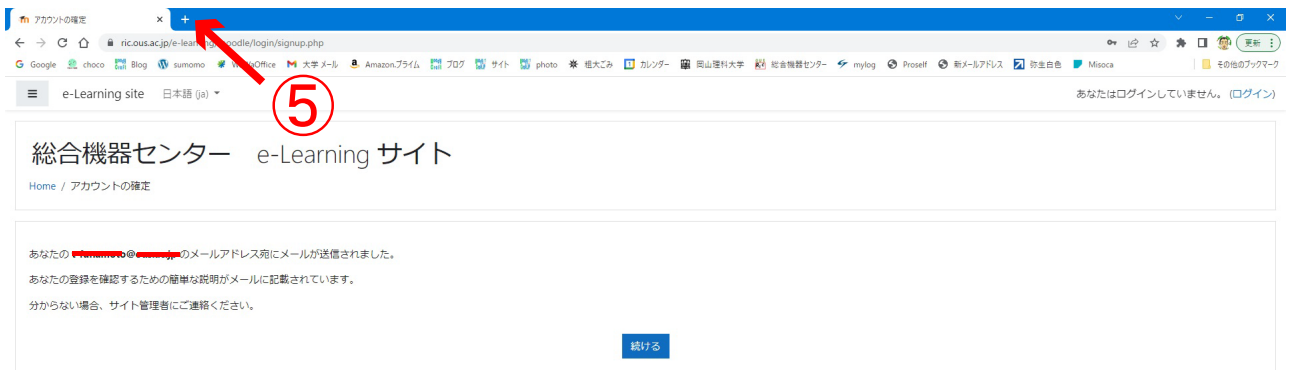 アカウントの確定
ric.ous.ac.jp/e-learning/moodle/login/signup.php
更新
Google choco Blog sumomo 大学メール Amazonプライム ブログ サイト photo 粗大ごみ カレンダー 岡山理科大学 総合機器センター mylog Proself 新メールアドレス 弥生白色 Misoca その他のブックマーク
e-Learning site 日本語 (ja) あなたはログインしていません。 (ログイン)
⑤
総合機器センター e-Learning サイト
Home / アカウントの確定
あなたの のメールアドレス宛にメールが送信されました。
あなたの登録を確認するための簡単な説明がメールに記載されています。
分からない場合、サイト管理者にご連絡ください。
続ける